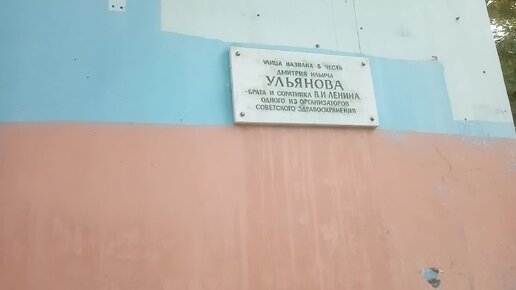 УЛИЦА НАЗВАНА В ЧЕСТЬ
ДМИТРИЯ ИЛЬИЧА
УЛЬЯНОВА
-БРАТА И СОРАТНИКА В.И.ЛЕНИНА,
ОДНОГО ИЗ ОРГАНИЗАТОРОВ
СОВЕТСКОГО ЗДРАВООХРАНЕНИЯ